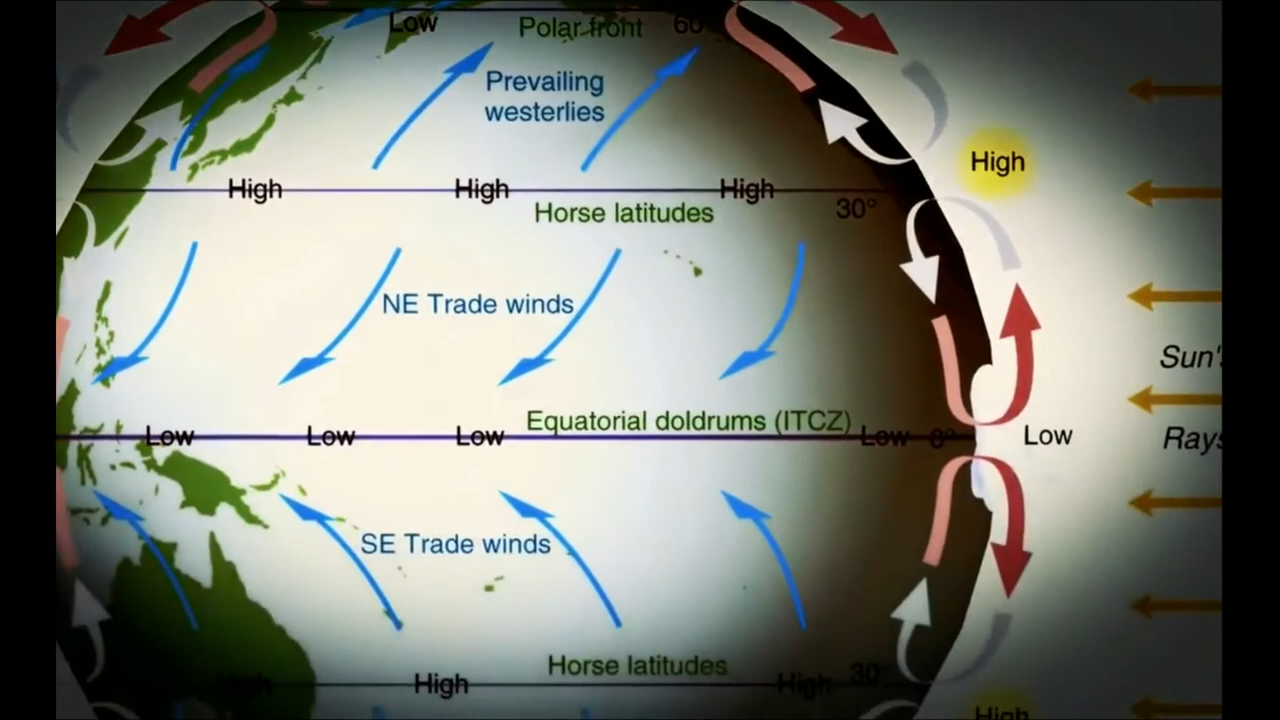 Low
Polar front
60°
Prevailing
westerlies
High
High
High
High
30°
Horse latitudes
NE Trade winds
Equatorial doldrums (ITCZ)
Low
Low
Low
Low
0°
Low
Sun's
Rays
SE Trade winds
Horse latitudes
High
High
High
30
High